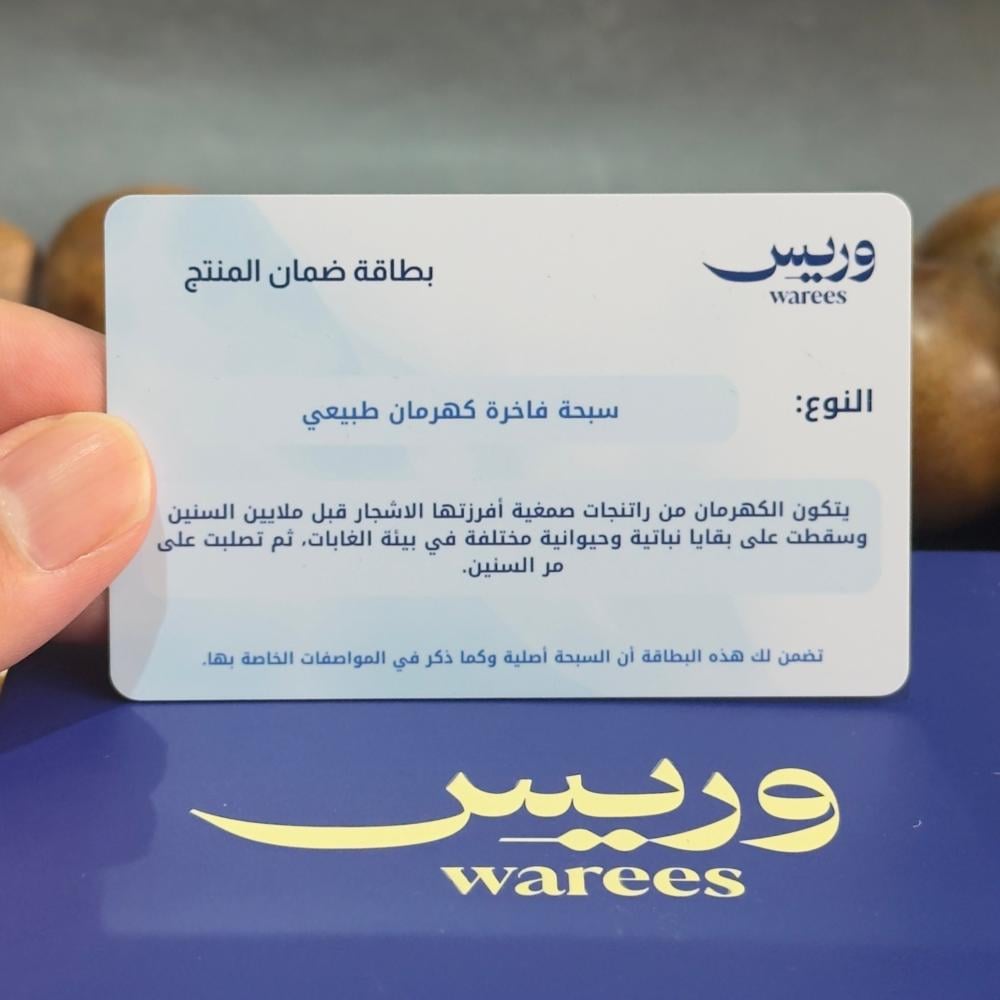 وريس
warees
بطاقة ضمان المنتج
النوع:
سبحة فاخرة كهرمان طبيعي
يتكون الكهرمان من راتنجات صمغية أفرزتها الاشجار قبل ملايين السنين
وسقطت على بقايا نباتية وحيوانية مختلفة في بيئة الغابات، ثم تصلبت على
مر السنين.
تضمن لك هذه البطاقة أن السبحة أصلية وكما ذكر في المواصفات الخاصة بها.
وريس
warees